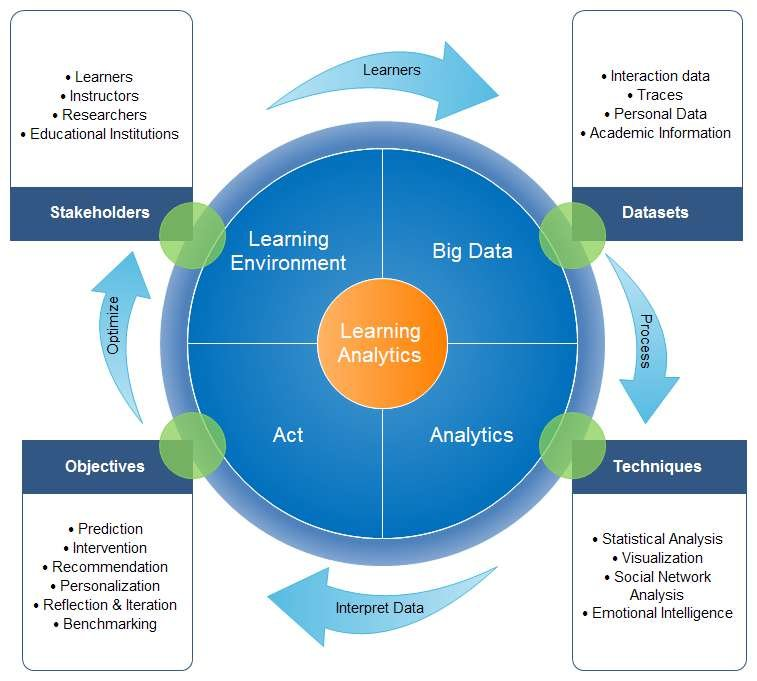 • Learners
• Instructors
• Researchers
• Educational Institutions
Stakeholders
Learners
• Interaction data
• Traces
• Personal Data
• Academic Information
Datasets
Learning
Environment
Big Data
Learning
Analytics
Act
Analytics
Optimize
Process
Objectives
• Prediction
• Intervention
• Recommendation
• Personalization
• Reflection & Iteration
• Benchmarking
Interpret Data
Techniques
• Statistical Analysis
• Visualization
• Social Network
Analysis
• Emotional Intelligence